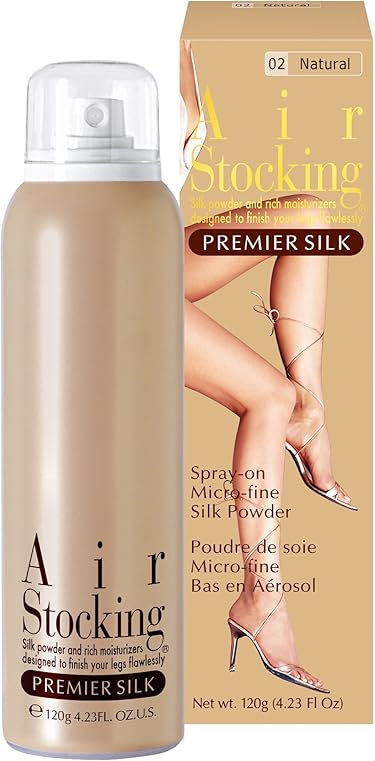 Air
Stocking®
Silk powder and rich moisturizers
designed to finish your legs flawlessly
PREMIER SILK
℮120g 4.23FL. OZ.U.S.
02 Natural
Air
Stocking®
Silk powder and rich moisturizers
designed to finish your legs flawlessly
PREMIER SILK
Spray-on
Micro-fine
Silk Powder
Poudre de soie
Micro-fine
Bas en Aérosol
Net wt. 120g (4.23 Fl Oz)